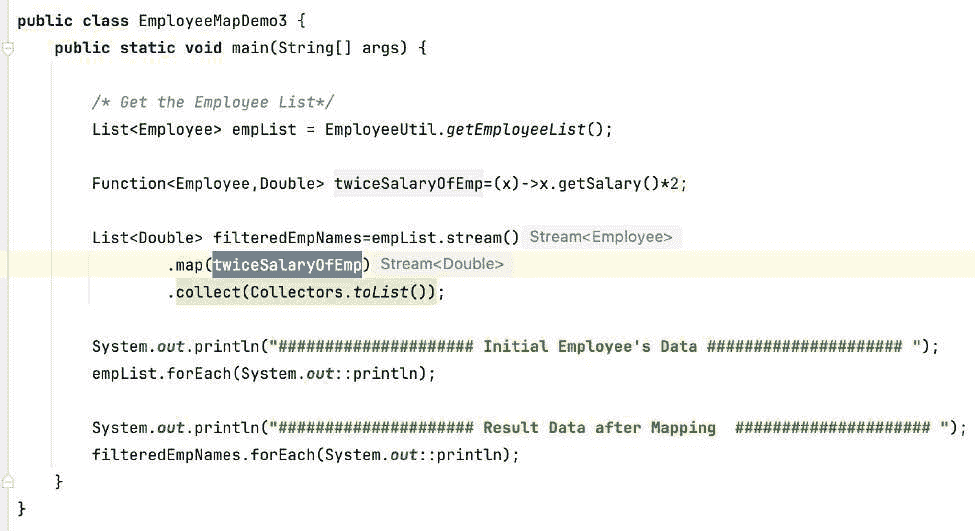 public class EmployeeMapDemo3 {
public static void main(String[] args) {
/* Get the Employee List*/
List<Employee> empList = EmployeeUtil.getEmployeeList();
Function<Employee,Double> twiceSalaryOfEmp=(x)->x.getSalary()*2;
List<Double> filteredEmpNames=empList.stream() Stream<Employee>
.map(twiceSalaryOfEmp) Stream<Double>
.collect(Collectors.toList());
System.out.println("##################### Initial Employee's Data ##################### ");
empList.forEach(System.out::println);
System.out.println("##################### Result Data after Mapping  ##################### ");
filteredEmpNames.forEach(System.out::println);
}
}